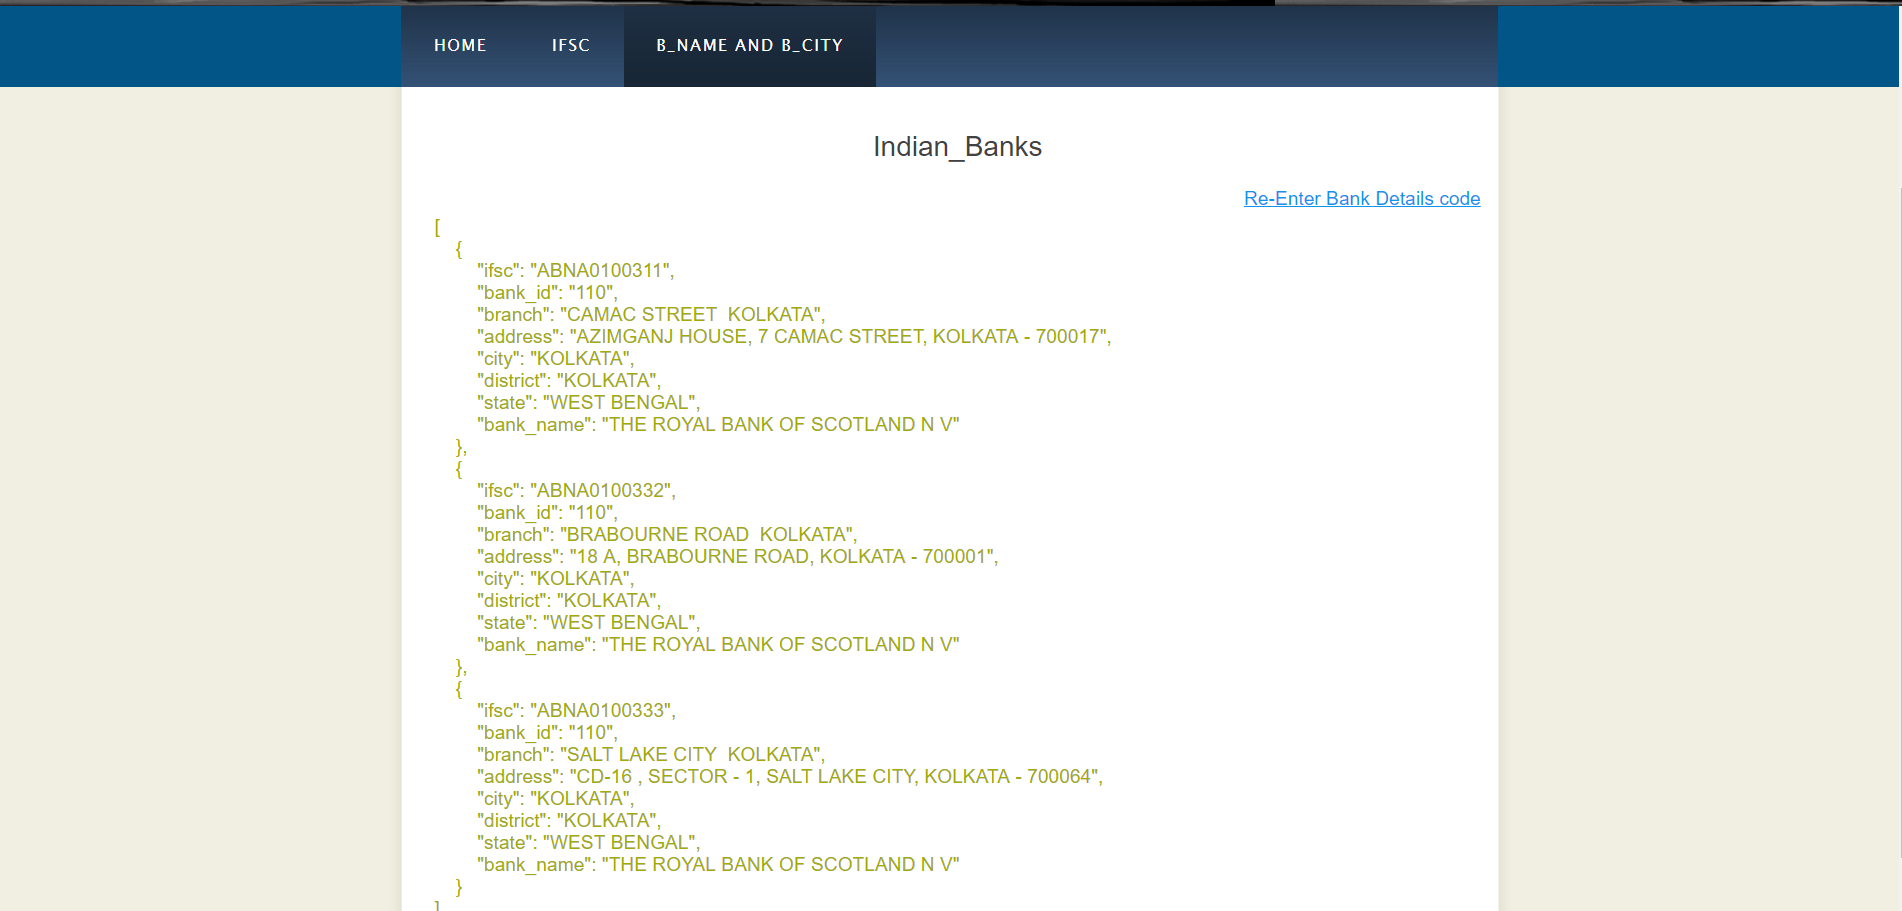 HOME IFSC B_NAME AND B_CITY
Indian_Banks
Re-Enter Bank Details code
[
{
"ifsc": "ABNA0100311",
"bank_id": "110",
"branch": "CAMAC STREET  KOLKATA",
"address": "AZIMGANJ HOUSE, 7 CAMAC STREET, KOLKATA - 700017",
"city": "KOLKATA",
"district": "KOLKATA",
"state": "WEST BENGAL",
"bank_name": "THE ROYAL BANK OF SCOTLAND N V"
},
{
"ifsc": "ABNA0100332",
"bank_id": "110",
"branch": "BRABOURNE ROAD  KOLKATA",
"address": "18 A, BRABOURNE ROAD, KOLKATA - 700001",
"city": "KOLKATA",
"district": "KOLKATA",
"state": "WEST BENGAL",
"bank_name": "THE ROYAL BANK OF SCOTLAND N V"
},
{
"ifsc": "ABNA0100333",
"bank_id": "110",
"branch": "SALT LAKE CITY  KOLKATA",
"address": "CD-16 , SECTOR - 1, SALT LAKE CITY, KOLKATA - 700064",
"city": "KOLKATA",
"district": "KOLKATA",
"state": "WEST BENGAL",
"bank_name": "THE ROYAL BANK OF SCOTLAND N V"
}
]